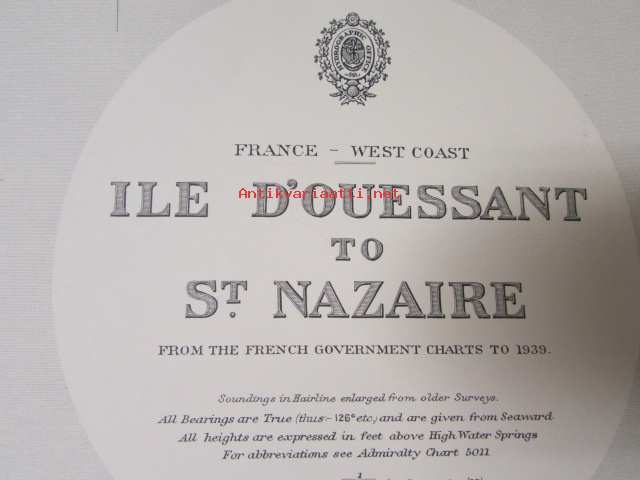 HYDROGRAPHIC OFFICE
FRANCE – WEST COAST
ILE D'OUESSANT
Antikvariaatti.net
TO
ST. NAZAIRE
FROM THE FRENCH GOVERNMENT CHARTS TO 1939.
Soundings in Hairline enlarged from older Surveys.
All Bearings are True (thus:- 126° etc.) and are given from Seaward
All heights are expressed in feet above High Water Springs
For abbreviations see Admiralty Chart 5011